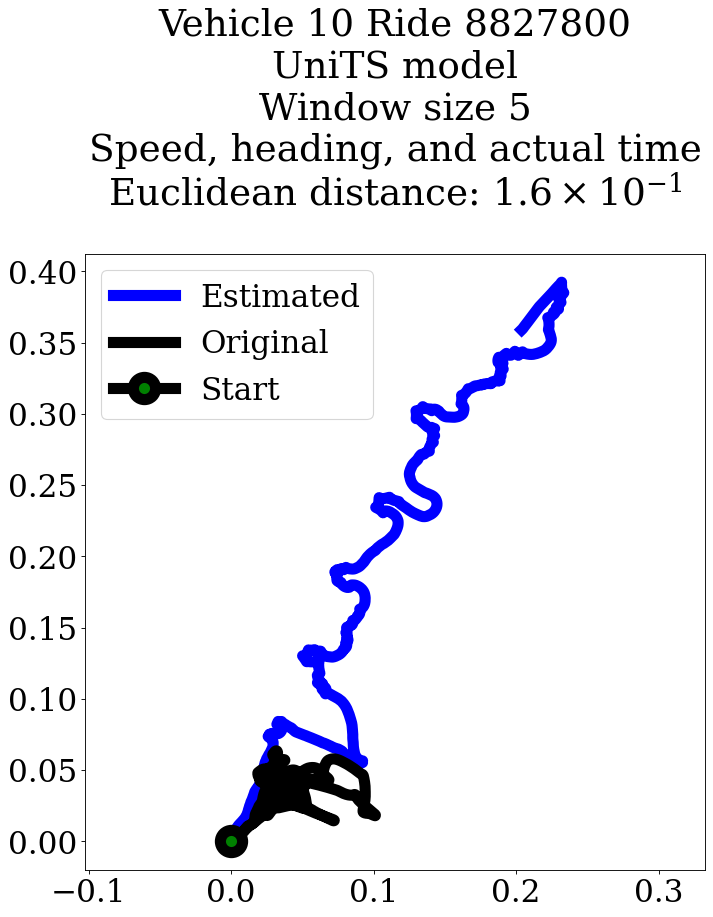 Vehicle 10 Ride 8827800
UniTS model
Window size 5
Speed, heading, and actual time
Euclidean distance: 1.6 × 10⁻¹
Estimated
Original
Start
0.40
0.35
0.30
0.25
0.20
0.15
0.10
0.05
0.00
−0.1 0.0 0.1 0.2 0.3